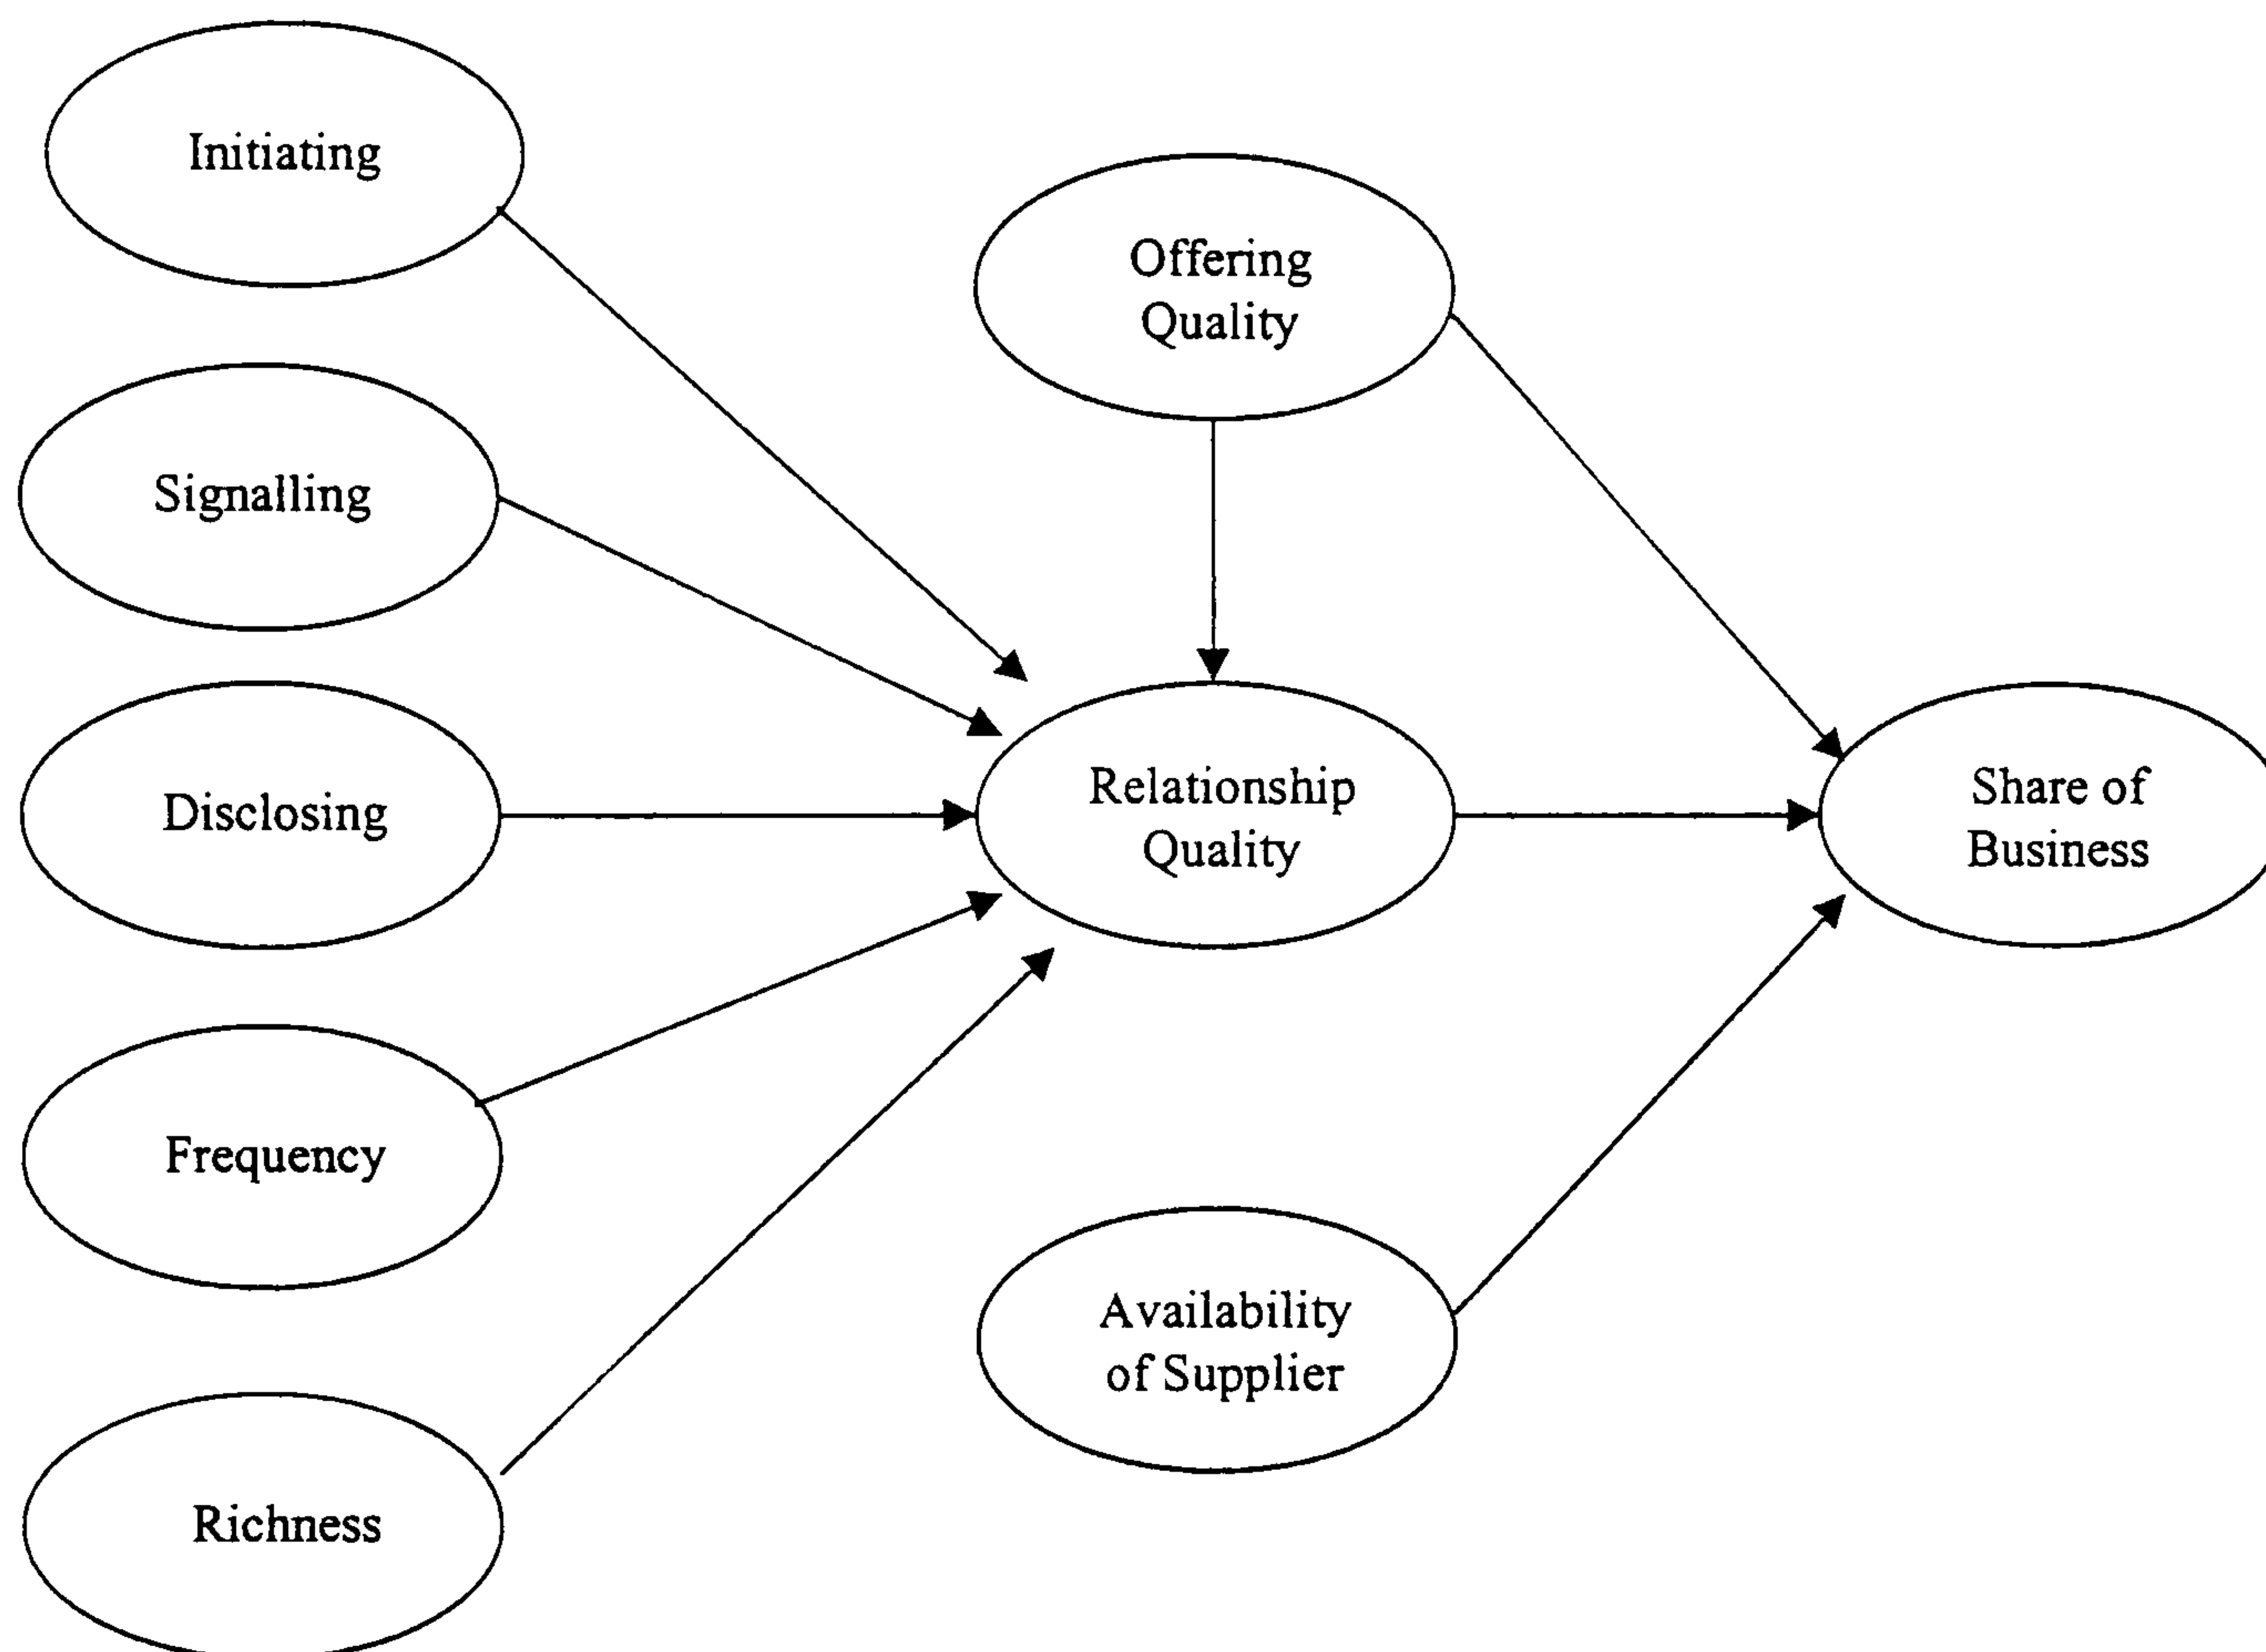 Initiating
Offering
Quality
Signalling
Disclosing
Relationship
Quality
Share of
Business
Frequency
Availability
of Supplier
Richness